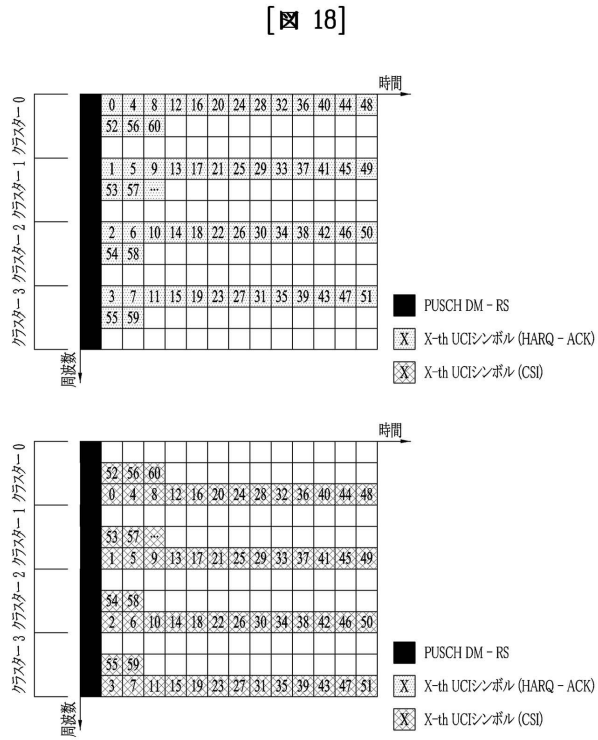 [図 18]
時間
クラスター 0
0 4 8 12 16 20 24 28 32 36 40 44 48
52 56 60
クラスター 1
1 5 9 13 17 21 25 29 33 37 41 45 49
53 57 …
クラスター 2
2 6 10 14 18 22 26 30 34 38 42 46 50
54 58
クラスター 3
3 7 11 15 19 23 27 31 35 39 43 47 51
55 59
周波数
PUSCH DM - RS
X X-th UCIシンボル (HARQ - ACK)
X X-th UCIシンボル (CSI)
時間
クラスター 0
52 56 60
0 4 8 12 16 20 24 28 32 36 40 44 48
クラスター 1
53 57 …
1 5 9 13 17 21 25 29 33 37 41 45 49
クラスター 2
54 58
2 6 10 14 18 22 26 30 34 38 42 46 50
クラスター 3
55 59
3 7 11 15 19 23 27 31 35 39 43 47 51
周波数
PUSCH DM - RS
X X-th UCIシンボル (HARQ - ACK)
X X-th UCIシンボル (CSI)